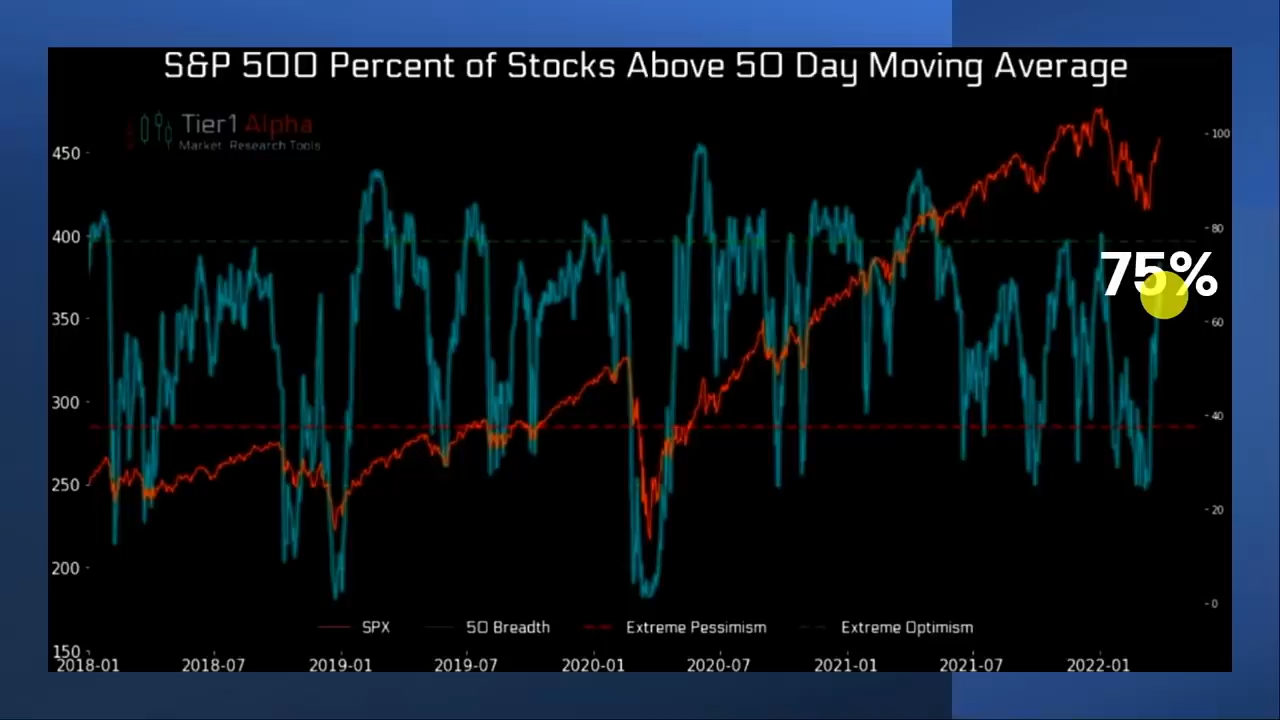 S&P 500 Percent of Stocks Above 50 Day Moving Average
Tier1 Alpha
Market Research Tools
450
400
350
300
250
200
150
100
80
75%
60
40
20
0
SPX 50 Breadth Extreme Pessimism Extreme Optimism
2018-01 2018-07 2019-01 2019-07 2020-01 2020-07 2021-01 2021-07 2022-01